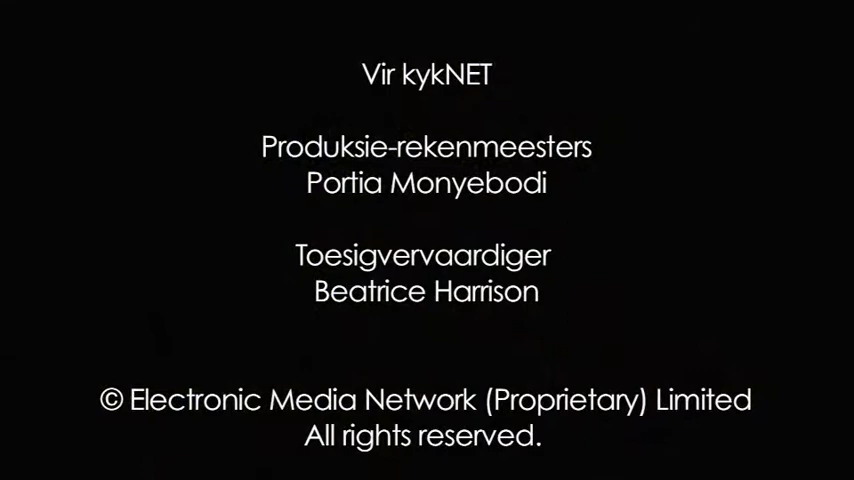 Vir kykNET
Produksie-rekenmeesters
Portia Monyebodi
Toesigvervaardiger
Beatrice Harrison
© Electronic Media Network (Proprietary) Limited
All rights reserved.